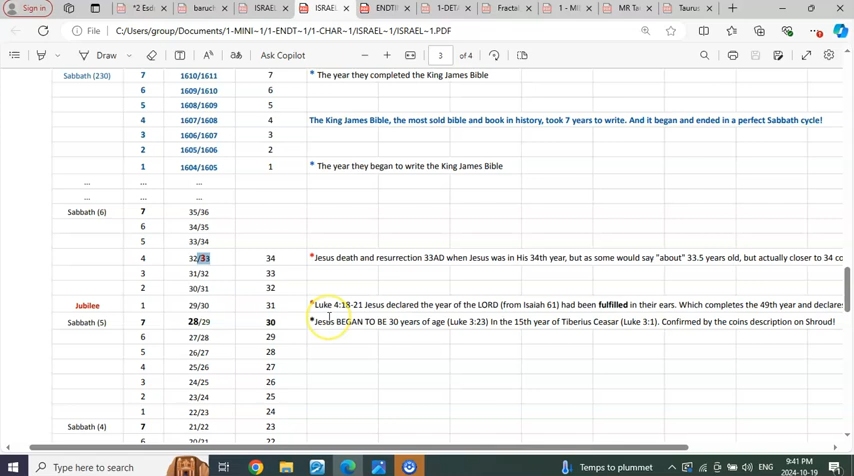 Sign in
*2 Esd
baruch
ISRAEL
ISRAEL
ENDTIM
1-DETA
Fractal
1 - MIL
MR Ta
Taurus
File C:/Users/group/Documents/1-MINI~1/1-ENDT~1/1-CHAR~1/ISRAEL~1/ISRAEL~1.PDF
Draw Ask Copilot 3 of 4
Sabbath (230) 7 1610/1611 7 * The year they completed the King James Bible
6 1609/1610 6
5 1608/1609 5
4 1607/1608 4 The King James Bible, the most sold bible and book in history, took 7 years to write. And it began and ended in a perfect Sabbath cycle!
3 1606/1607 3
2 1605/1606 2
1 1604/1605 1 * The year they began to write the King James Bible
... ... ...
... ... ...
Sabbath (6) 7 35/36
6 34/35
5 33/34
4 32/33 34 *Jesus death and resurrection 33AD when Jesus was in His 34th year, but as some would say "about" 33.5 years old, but actually closer to 34 co
3 31/32 33
2 30/31 32
Jubilee 1 29/30 31 *Luke 4:18-21 Jesus declared the year of the LORD (from Isaiah 61) had been fulfilled in their ears. Which completes the 49th year and declare
Sabbath (5) 7 28/29 30 *Jesus BEGAN TO BE 30 years of age (Luke 3:23) In the 15th year of Tiberius Ceasar (Luke 3:1). Confirmed by the coins description on Shroud!
6 27/28 29
5 26/27 28
4 25/26 27
3 24/25 26
2 23/24 25
1 22/23 24
Sabbath (4) 7 21/22 23
6 20/21 22
Type here to search
Temps to plummet
ENG
9:41 PM
2024-10-19